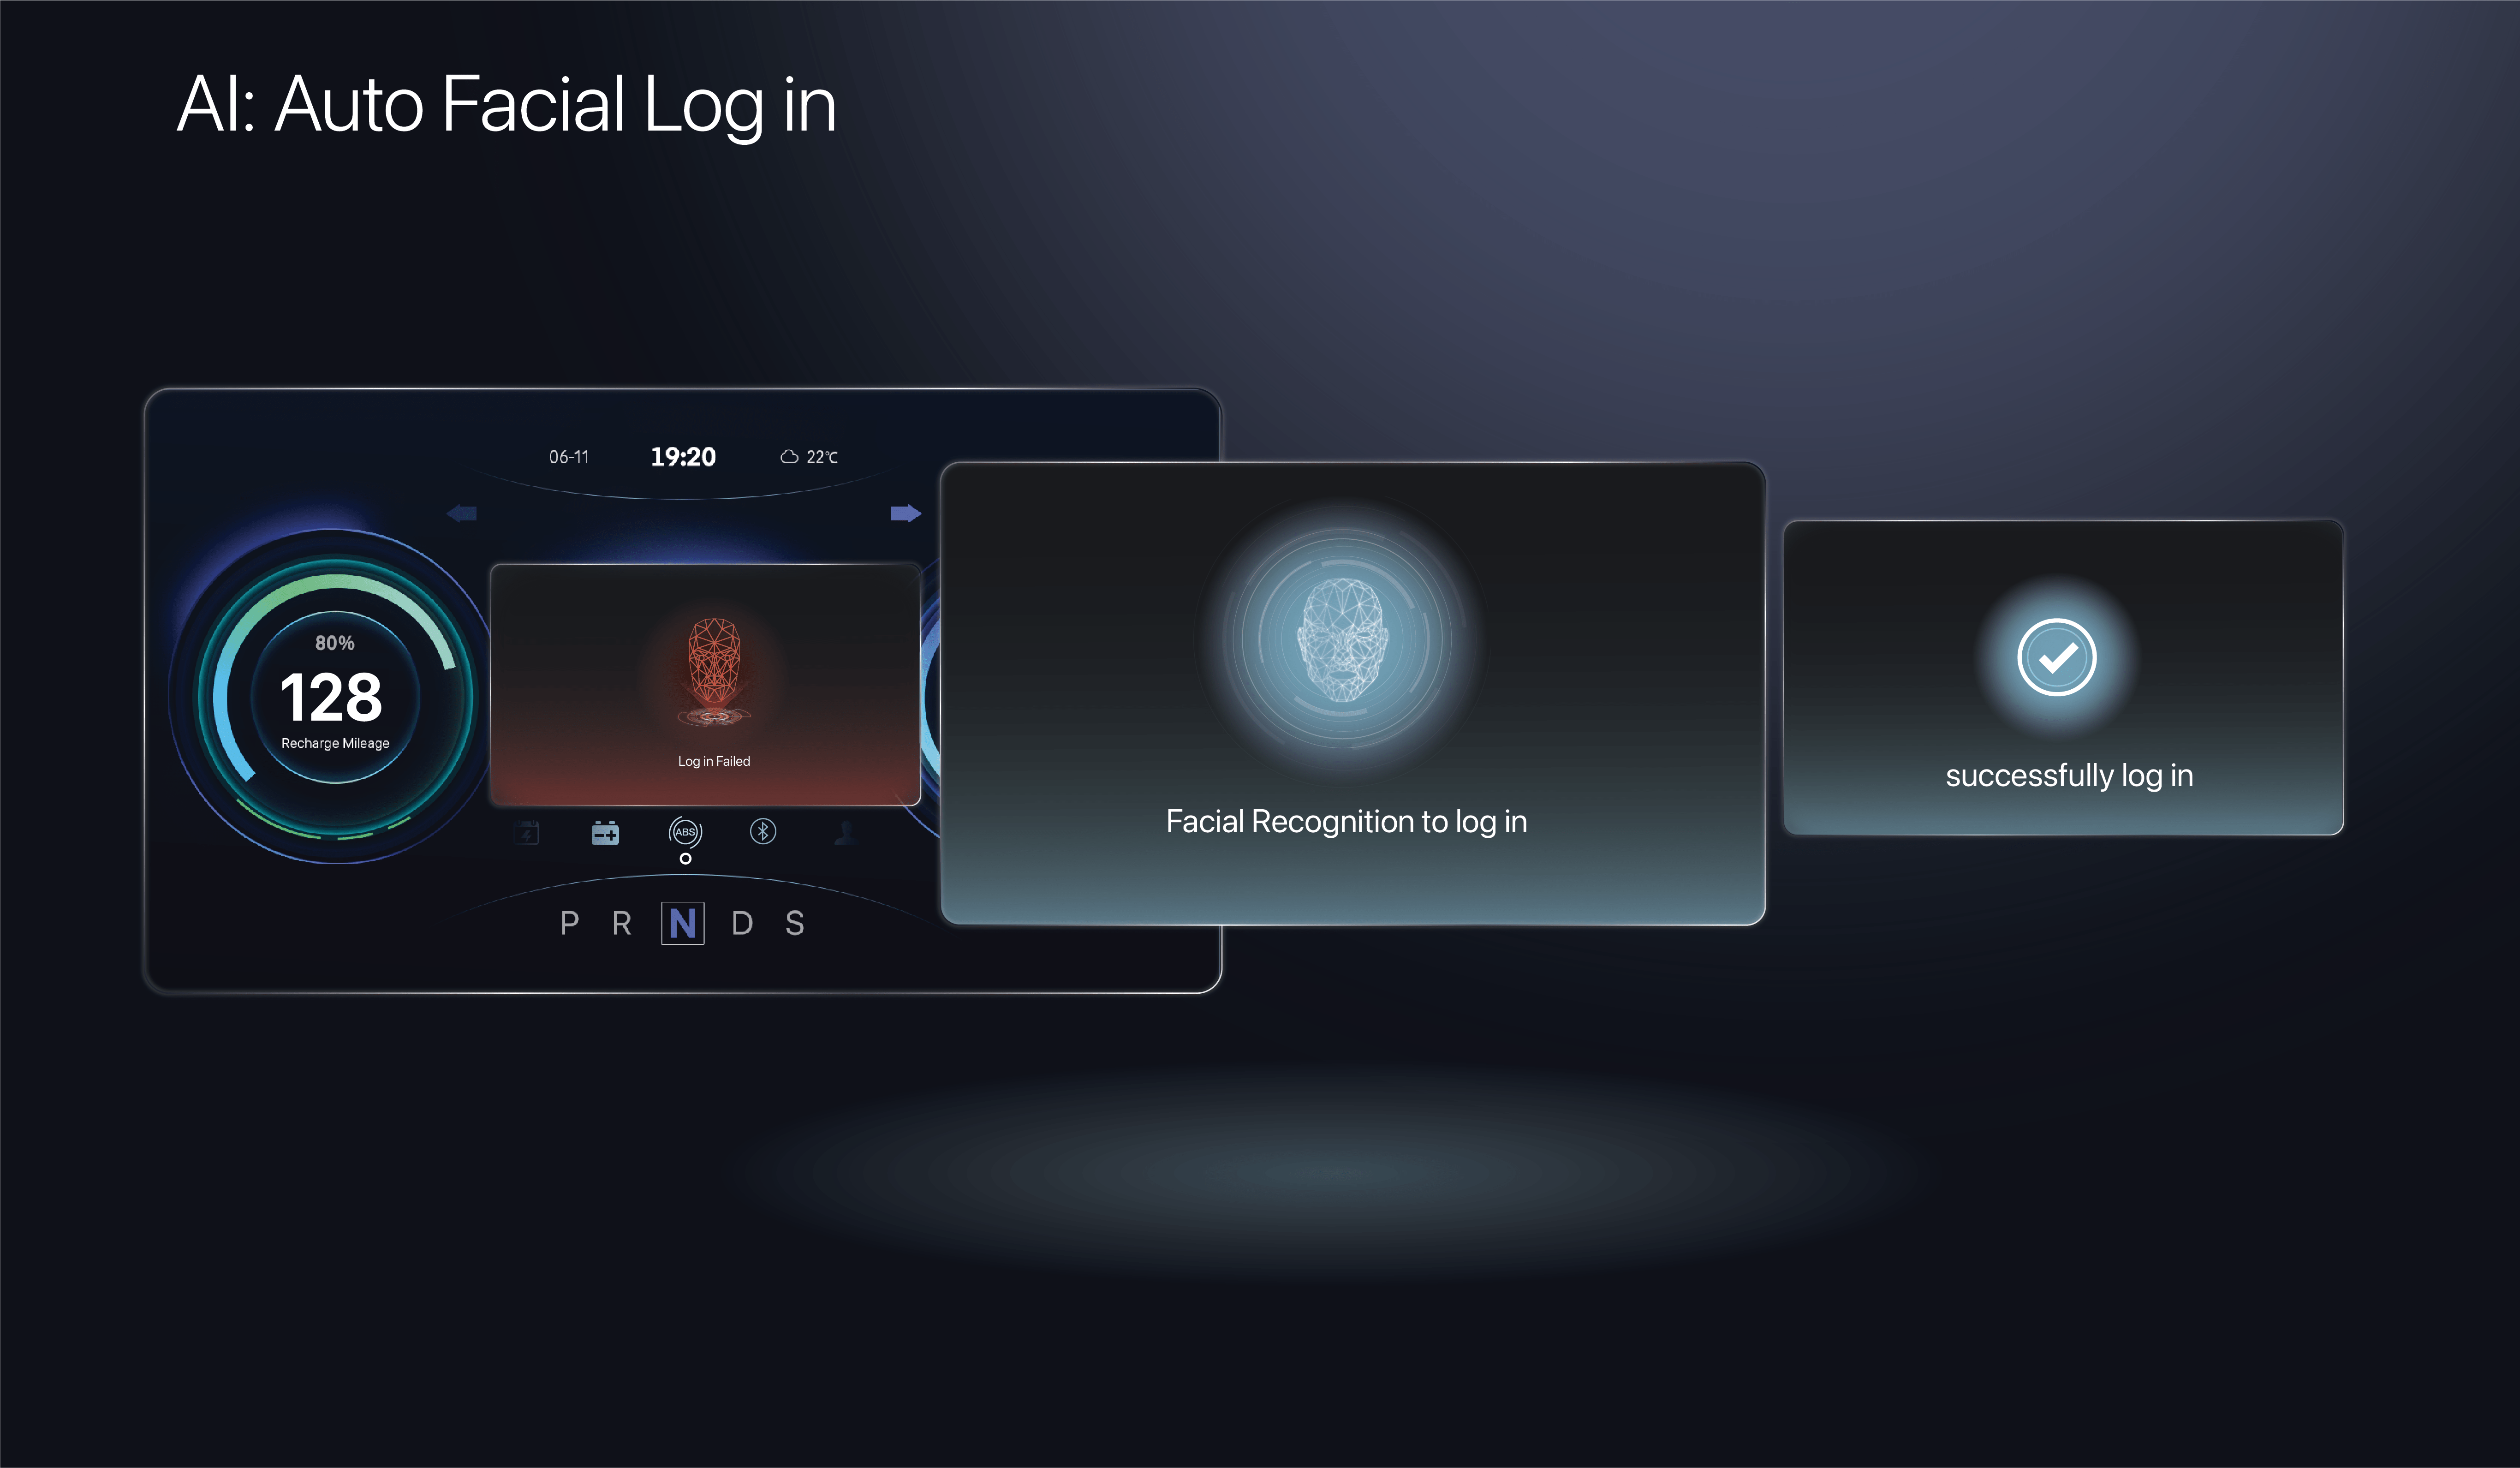 AI: Auto Facial Log in
06-11 19:20 22℃
80%
128
Recharge Mileage
Log in Failed
ABS
P R N D S
Facial Recognition to log in
successfully log in